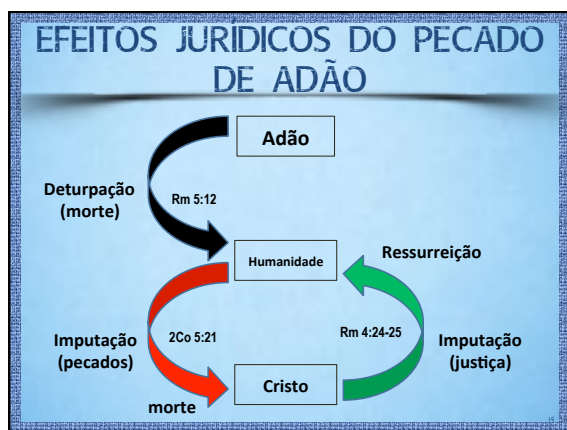 EFEITOS JURÍDICOS DO PECADO
DE ADÃO
Adão
Deturpação
(morte)
Rm 5:12
Humanidade
Ressurreição
Imputação
(pecados)
2Co 5:21
Rm 4:24-25
Imputação
(justiça)
Cristo
morte
15